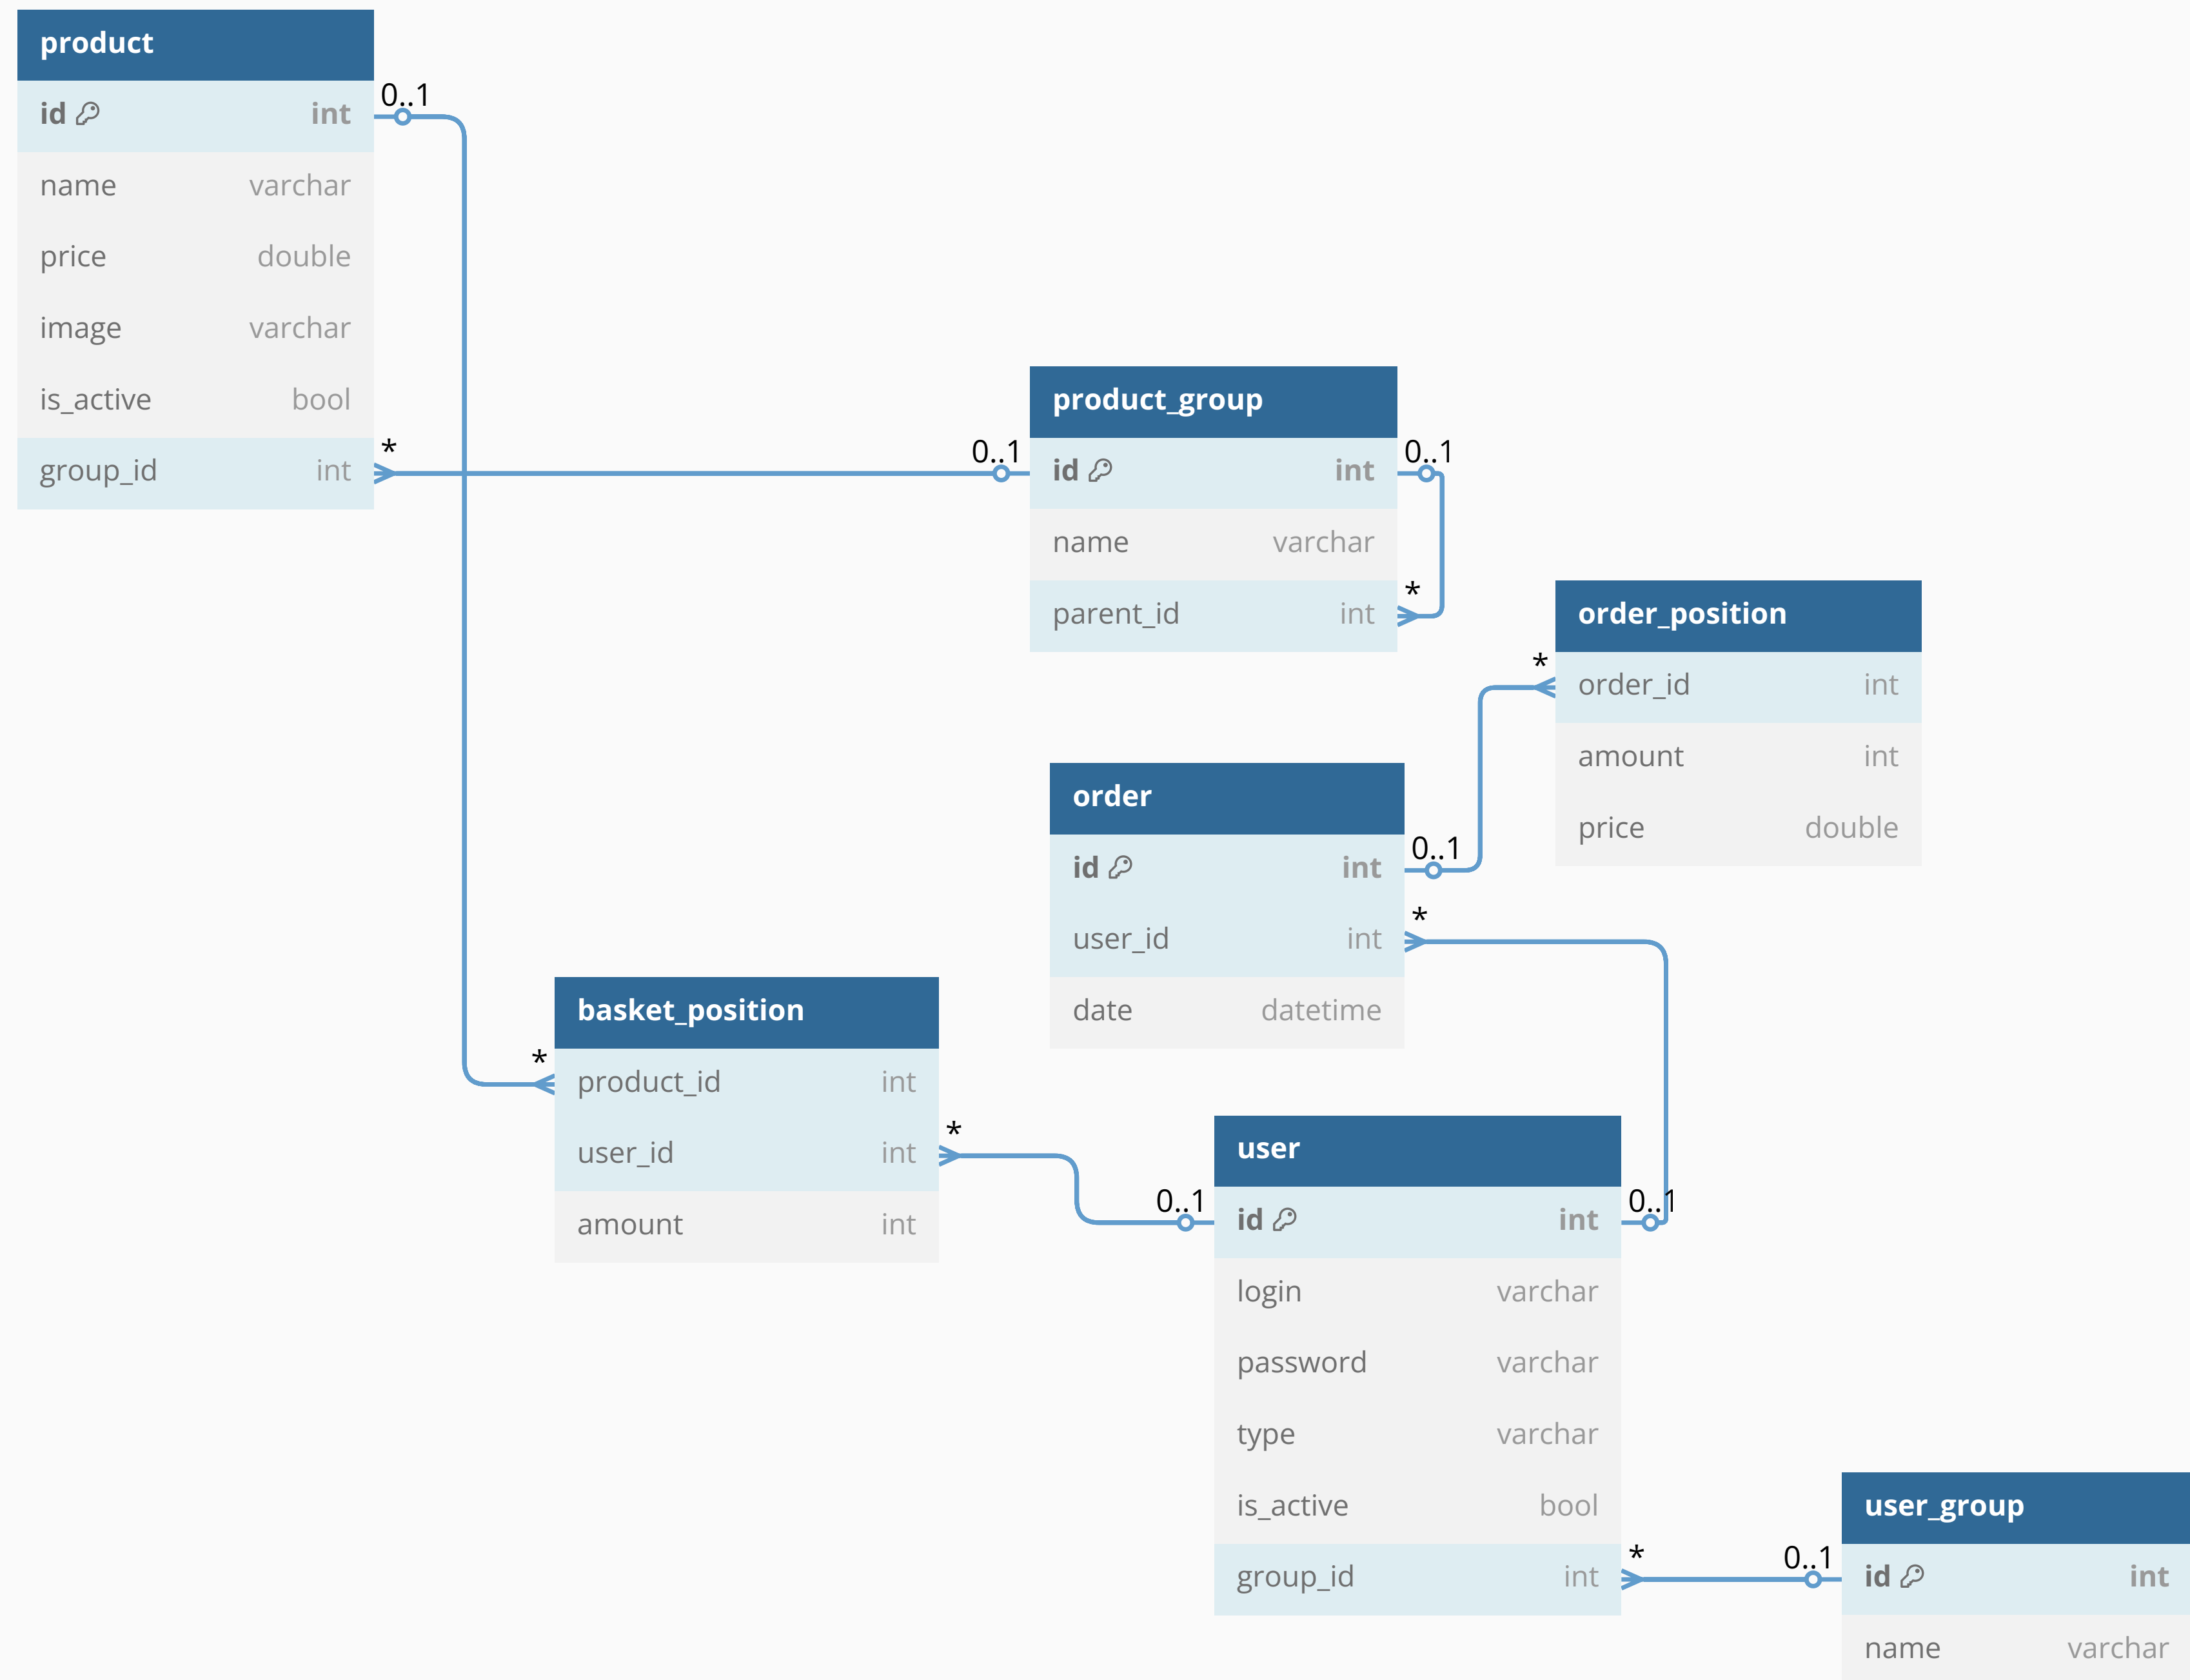 product
id int
0..1
name varchar
price double
image varchar
is_active bool
group_id int
*
0..1
product_group
id int
0..1
name varchar
parent_id int
*
order_position
* order_id int
amount int
price double
order
id int
0..1
user_id int
*
date datetime
basket_position
* product_id int
user_id int
*
amount int
user
0..1 id int 0..1
login varchar
password varchar
type varchar
is_active bool
group_id int
*
0..1
user_group
id int
name varchar